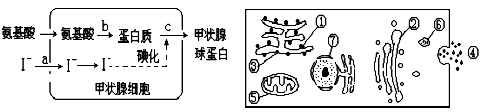 氨基酸 氨基酸 b 蛋白质 c 甲状腺球蛋白
I⁻ a I⁻ I⁻ 碘化
甲状腺细胞
① ② ⑥
⑦ ④
③
⑤